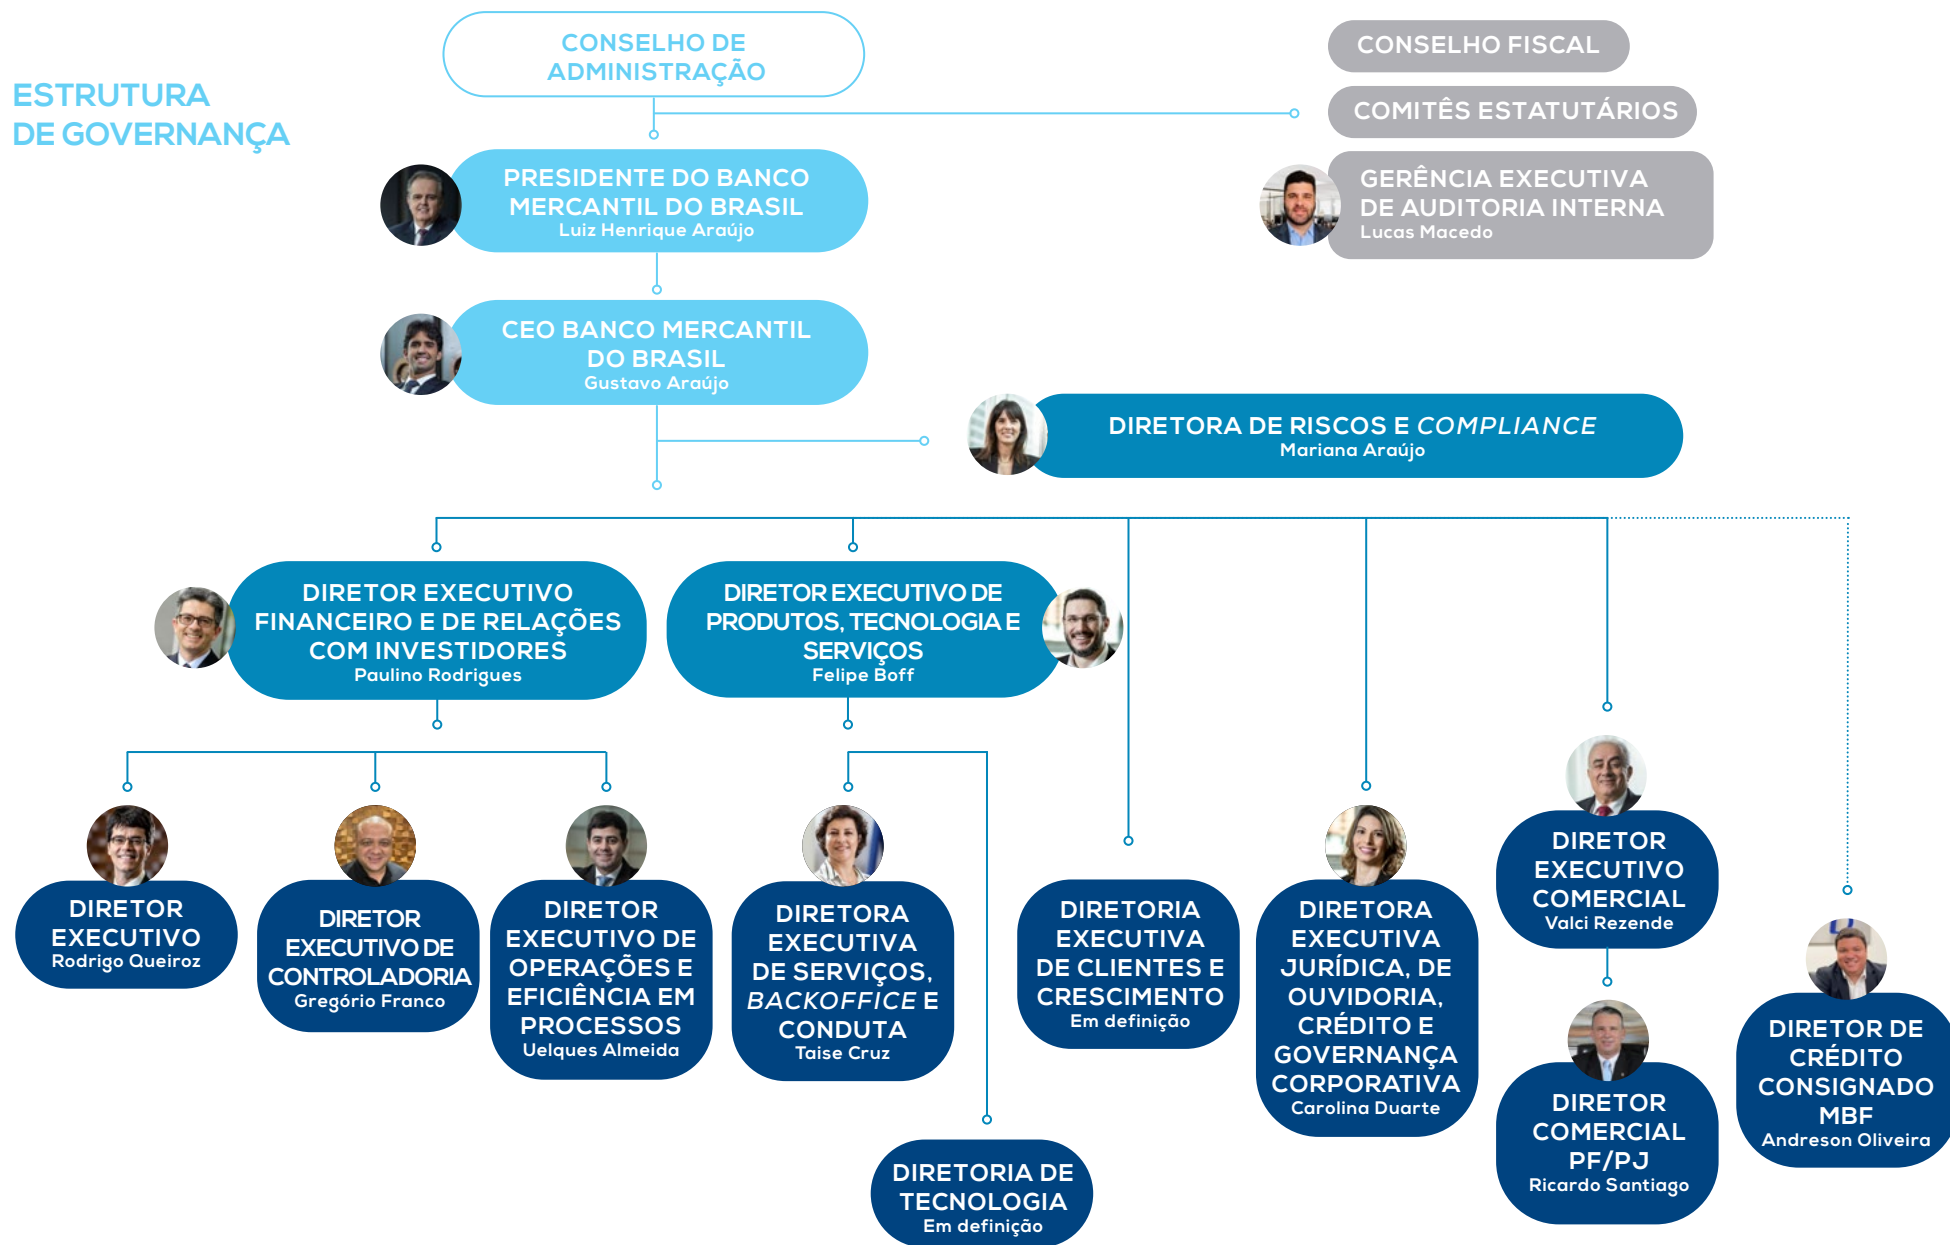 ESTRUTURA
DE GOVERNANÇA
CONSELHO DE
ADMINISTRAÇÃO
CONSELHO FISCAL
COMITÊS ESTATUTÁRIOS
GERÊNCIA EXECUTIVA
DE AUDITORIA INTERNA
Lucas Macedo
PRESIDENTE DO BANCO
MERCANTIL DO BRASIL
Luiz Henrique Araújo
CEO BANCO MERCANTIL
DO BRASIL
Gustavo Araújo
DIRETORA DE RISCOS E COMPLIANCE
Mariana Araújo
DIRETOR EXECUTIVO
FINANCEIRO E DE RELAÇÕES
COM INVESTIDORES
Paulino Rodrigues
DIRETOR EXECUTIVO DE
PRODUTOS, TECNOLOGIA E
SERVIÇOS
Felipe Boff
DIRETOR
EXECUTIVO
Rodrigo Queiroz
DIRETOR
EXECUTIVO DE
CONTROLADORIA
Gregório Franco
DIRETOR
EXECUTIVO DE
OPERAÇÕES E
EFICIÊNCIA EM
PROCESSOS
Uelques Almeida
DIRETORA
EXECUTIVA
DE SERVIÇOS,
BACKOFFICE E
CONDUTA
Taise Cruz
DIRETORIA DE
TECNOLOGIA
Em definição
DIRETORIA
EXECUTIVA
DE CLIENTES E
CRESCIMENTO
Em definição
DIRETORA
EXECUTIVA
JURÍDICA, DE
OUVIDORIA,
CRÉDITO E
GOVERNANÇA
CORPORATIVA
Carolina Duarte
DIRETOR
EXECUTIVO
COMERCIAL
Valci Rezende
DIRETOR
COMERCIAL
PF/PJ
Ricardo Santiago
DIRETOR DE
CRÉDITO
CONSIGNADO
MBF
Andreson Oliveira